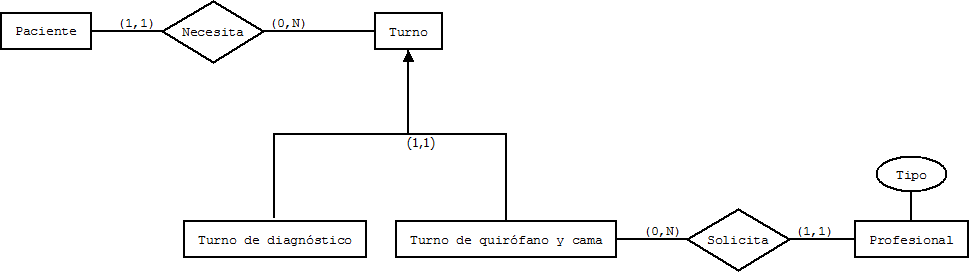 Paciente
(1,1)
Necesita
(0,N)
Turno
(1,1)
Tipo
Turno de diagnóstico
Turno de quirófano y cama
(0,N)
Solicita
(1,1)
Profesional